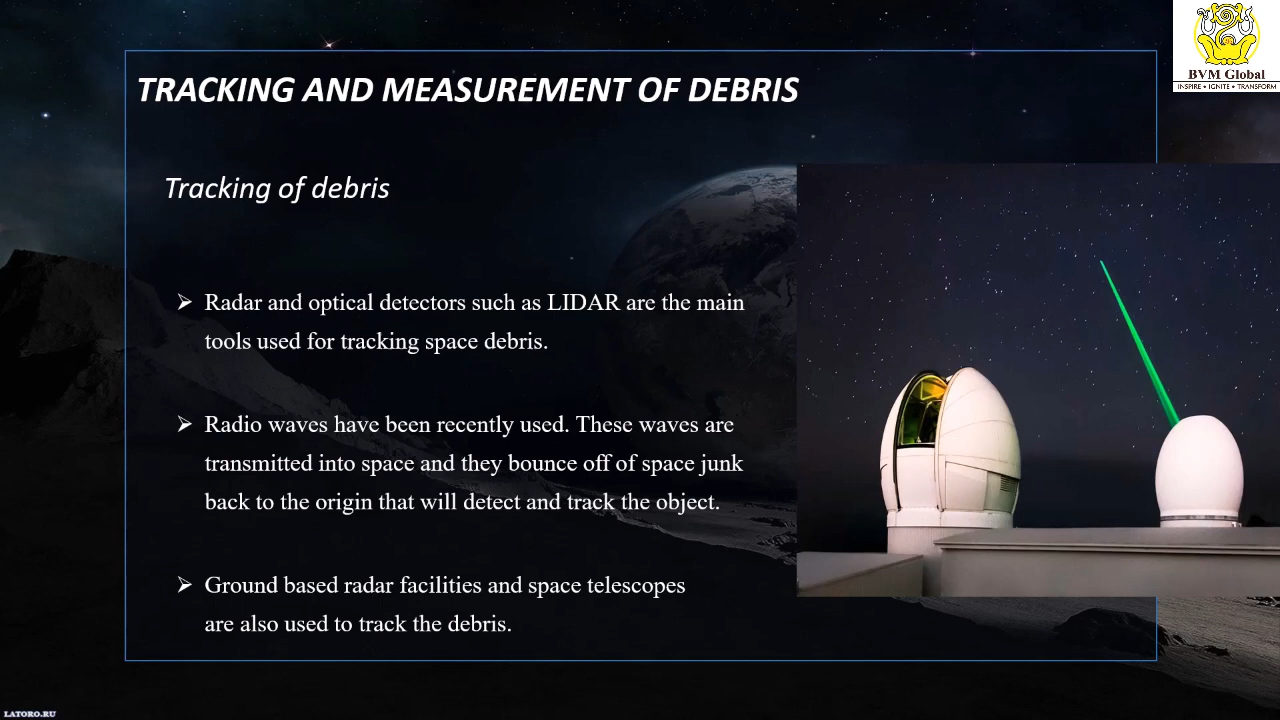 BVM Global
INSPIRE • IGNITE • TRANSFORM
TRACKING AND MEASUREMENT OF DEBRIS
Tracking of debris
➢ Radar and optical detectors such as LIDAR are the main
tools used for tracking space debris.
➢ Radio waves have been recently used. These waves are
transmitted into space and they bounce off of space junk
back to the origin that will detect and track the object.
➢ Ground based radar facilities and space telescopes
are also used to track the debris.
LATORO.RU